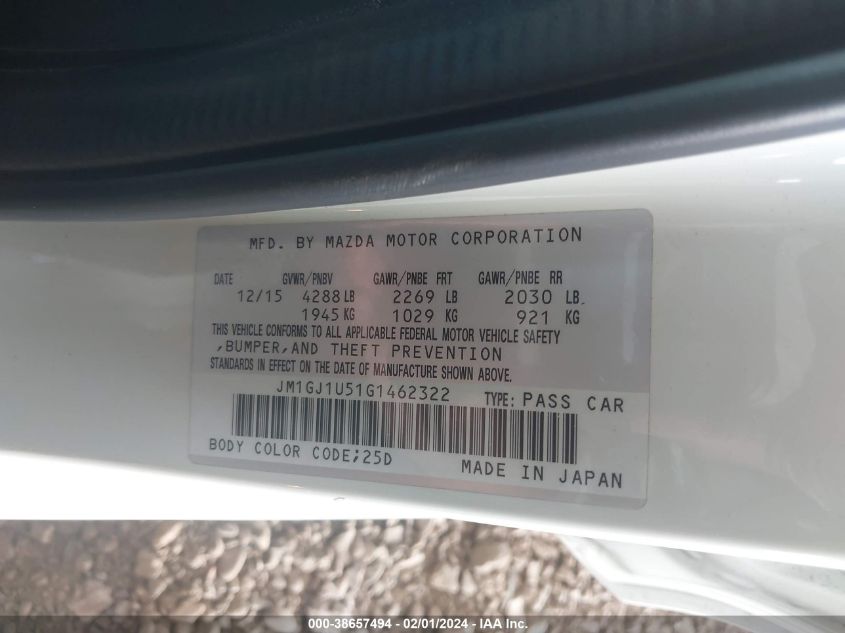 MFD. BY MAZDA MOTOR CORPORATION
DATE GVWR/PNBV GAWR/PNBE FRT GAWR/PNBE RR
12/15 4288 LB 2269 LB 2030 LB
1945 KG 1029 KG 921 KG
THIS VEHICLE CONFORMS TO ALL APPLICABLE FEDERAL MOTOR VEHICLE SAFETY
,BUMPER,AND THEFT PREVENTION
STANDARDS IN EFFECT ON THE DATE OF MANUFACTURE SHOWN ABOVE.
JM1GJ1U51G1462322 TYPE: PASS CAR
BODY COLOR CODE;25D MADE IN JAPAN
000-38657494 - 02/01/2024 - IAA Inc.